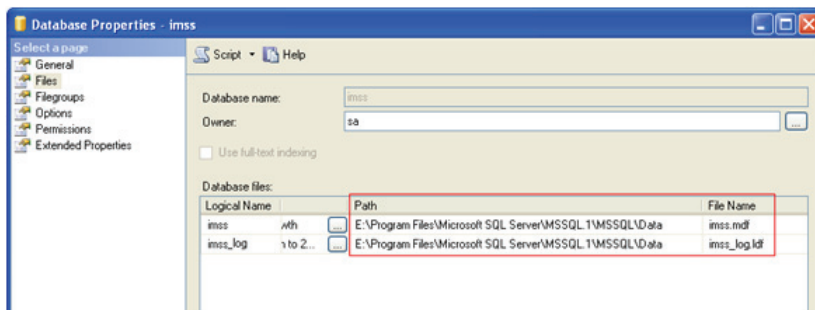 Database Properties - imss
Select a page
General
Files
Filegroups
Options
Permissions
Extended Properties
Script Help
Database name: imss
Owner: sa ...
Use full-text indexing
Database files:
Logical Name Path File Name
imss wth ... E:\Program Files\Microsoft SQL Server\MSSQL.1\MSSQL\Data imss.mdf
imss_log to 2... ... E:\Program Files\Microsoft SQL Server\MSSQL.1\MSSQL\Data imss_log.ldf